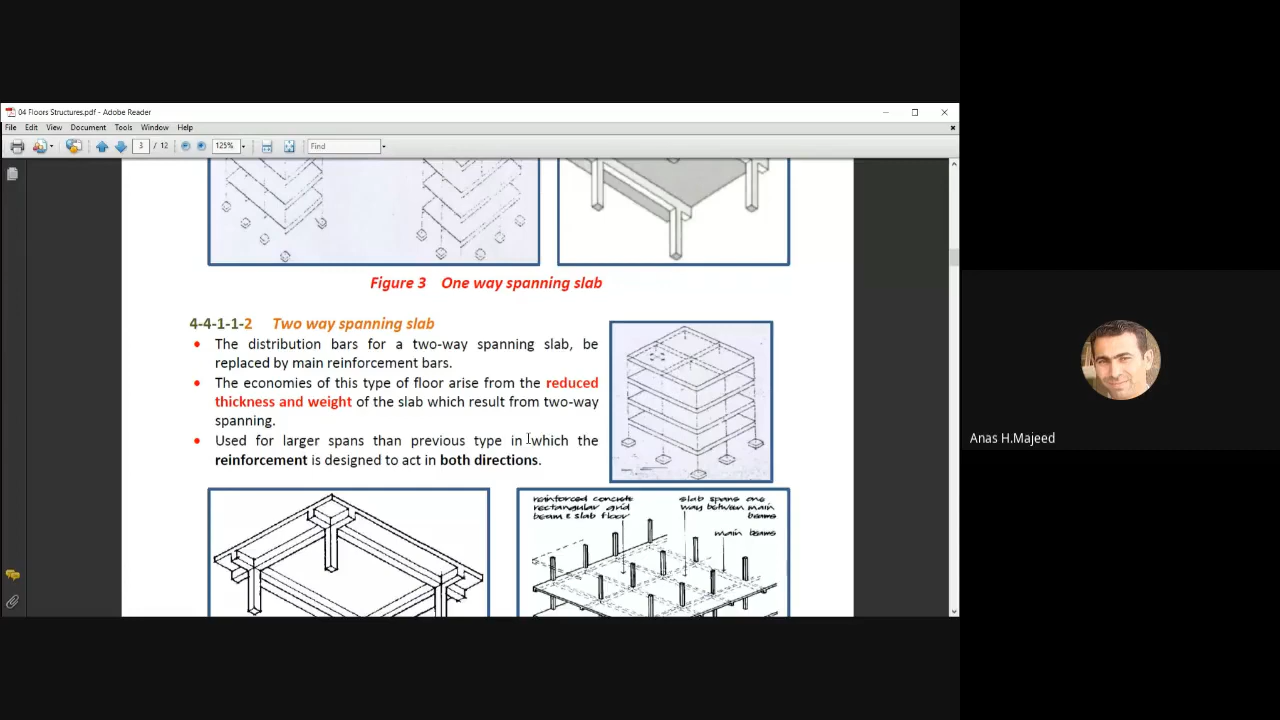 04 Floors Structures.pdf - Adobe Reader
File Edit View Document Tools Window Help
3 / 12 125% Find
Figure 3 One way spanning slab
4-4-1-1-2 Two way spanning slab
• The distribution bars for a two-way spanning slab, be
replaced by main reinforcement bars.
• The economies of this type of floor arise from the reduced
thickness and weight of the slab which result from two-way
spanning.
• Used for larger spans than previous type in which the
reinforcement is designed to act in both directions.
reinforced concrete
rectangular grid
beam & slab floor
slab spans one
way between main
beams
main beams
Anas H.Majeed